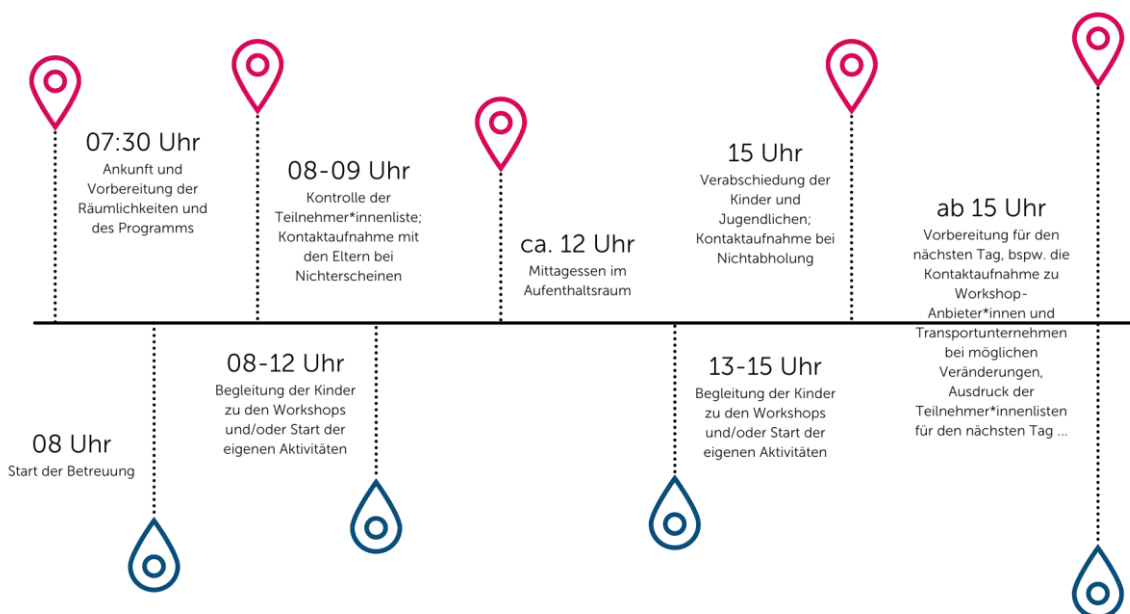 07:30 Uhr
Ankunft und
Vorbereitung der
Räumlichkeiten und
des Programms
08 Uhr
Start der Betreuung
08-09 Uhr
Kontrolle der
Teilnehmer*innenliste;
Kontaktaufnahme mit
den Eltern bei
Nichterscheinen
08-12 Uhr
Begleitung der Kinder
zu den Workshops
und/oder Start der
eigenen Aktivitäten
ca. 12 Uhr
Mittagessen im
Aufenthaltsraum
13-15 Uhr
Begleitung der Kinder
zu den Workshops
und/oder Start der
eigenen Aktivitäten
15 Uhr
Verabschiedung der
Kinder und
Jugendlichen;
Kontaktaufnahme bei
Nichtabholung
ab 15 Uhr
Vorbereitung für den
nächsten Tag, bspw. die
Kontaktaufnahme zu
Workshop-
Anbieter*innen und
Transportunternehmen
bei möglichen
Veränderungen,
Ausdruck der
Teilnehmer*innenlisten
für den nächsten Tag ...